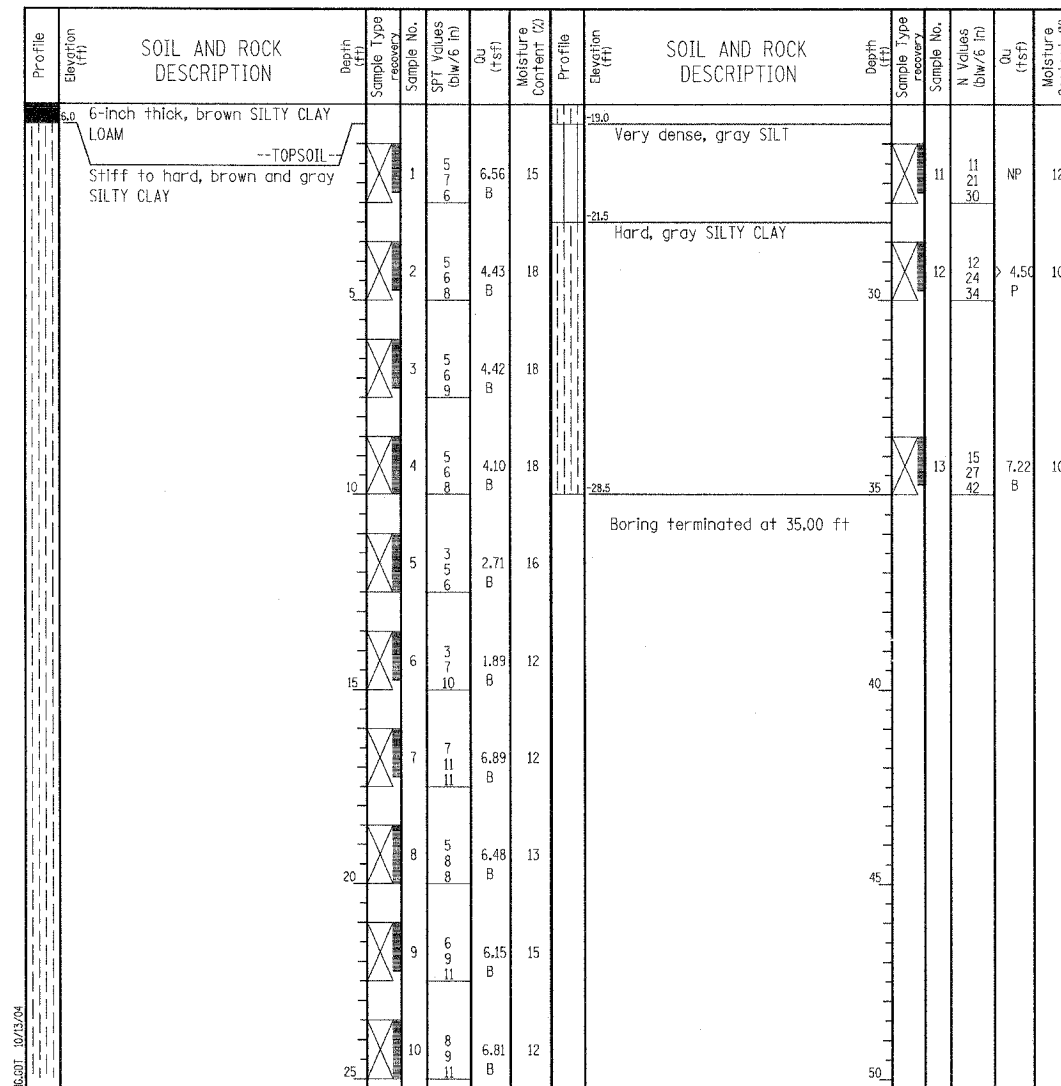 Profile
Elevation (ft)
SOIL AND ROCK
DESCRIPTION
Depth (ft)
Sample Type
recovery
Sample No.
SPT Values (blw/6 in)
Qu (tsf)
Moisture Content (%)
6.0 6-inch thick, brown SILTY CLAY
LOAM
--TOPSOIL--
Stiff to hard, brown and gray
SILTY CLAY
1 5 7 6 6.56 B 15
2 5 6 8 4.43 B 18
5
3 5 6 9 4.42 B 18
4 5 6 8 4.10 B 18
10
5 3 5 6 2.71 B 16
6 3 7 10 1.89 B 12
15
7 7 11 11 6.89 B 12
8 5 8 8 6.48 B 13
20
9 6 9 11 6.15 B 15
10 8 9 11 6.81 B 12
25
Profile
Elevation (ft)
SOIL AND ROCK
DESCRIPTION
Depth (ft)
Sample Type
recovery
Sample No.
N Values (blw/6 in)
Qu (tsf)
Moisture
-19.0
Very dense, gray SILT
11 11 21 30 NP 12
-21.5
Hard, gray SILTY CLAY
12 12 24 34 > 4.50 P 10
30
13 15 27 42 7.22 B 10
35
-28.5
Boring terminated at 35.00 ft
40
45
50
10/13/04